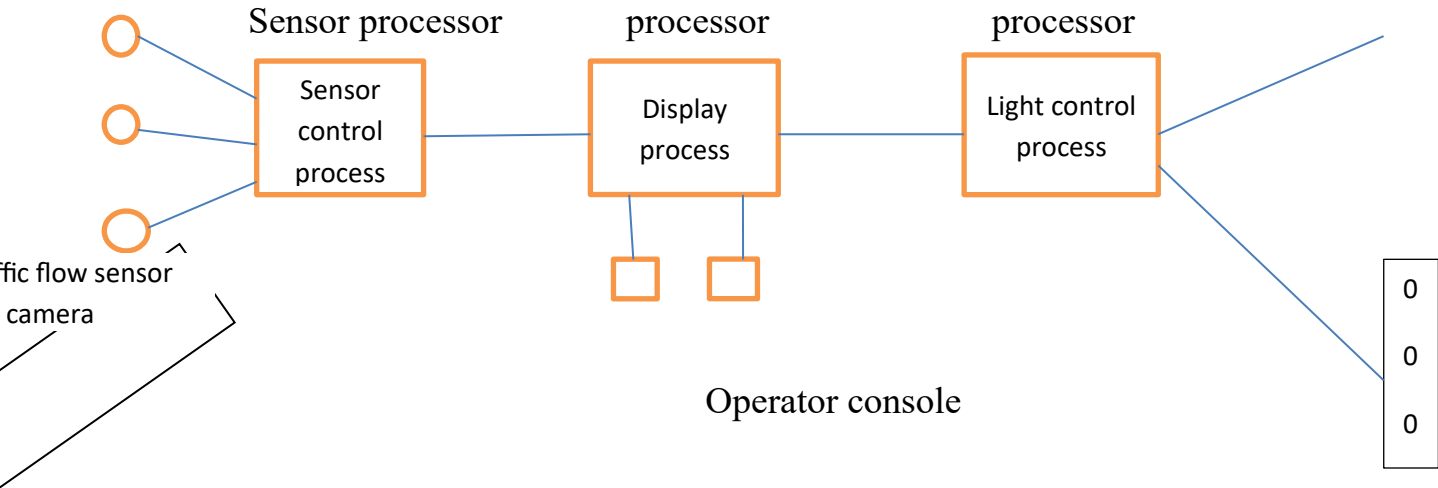 Sensor processor
processor
processor
Sensor
control
process
Display
process
Light control
process
ffic flow sensor
camera
Operator console
0
0
0